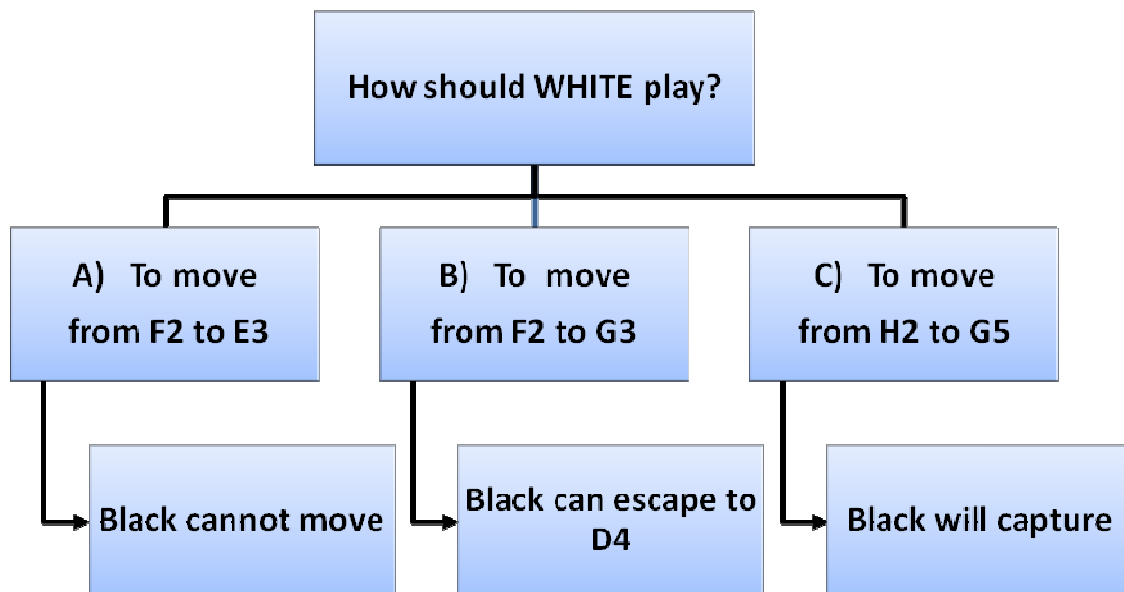 How should WHITE play?
A) To move
from F2 to E3
B) To move
from F2 to G3
C) To move
from H2 to G5
Black cannot move
Black can escape to
D4
Black will capture